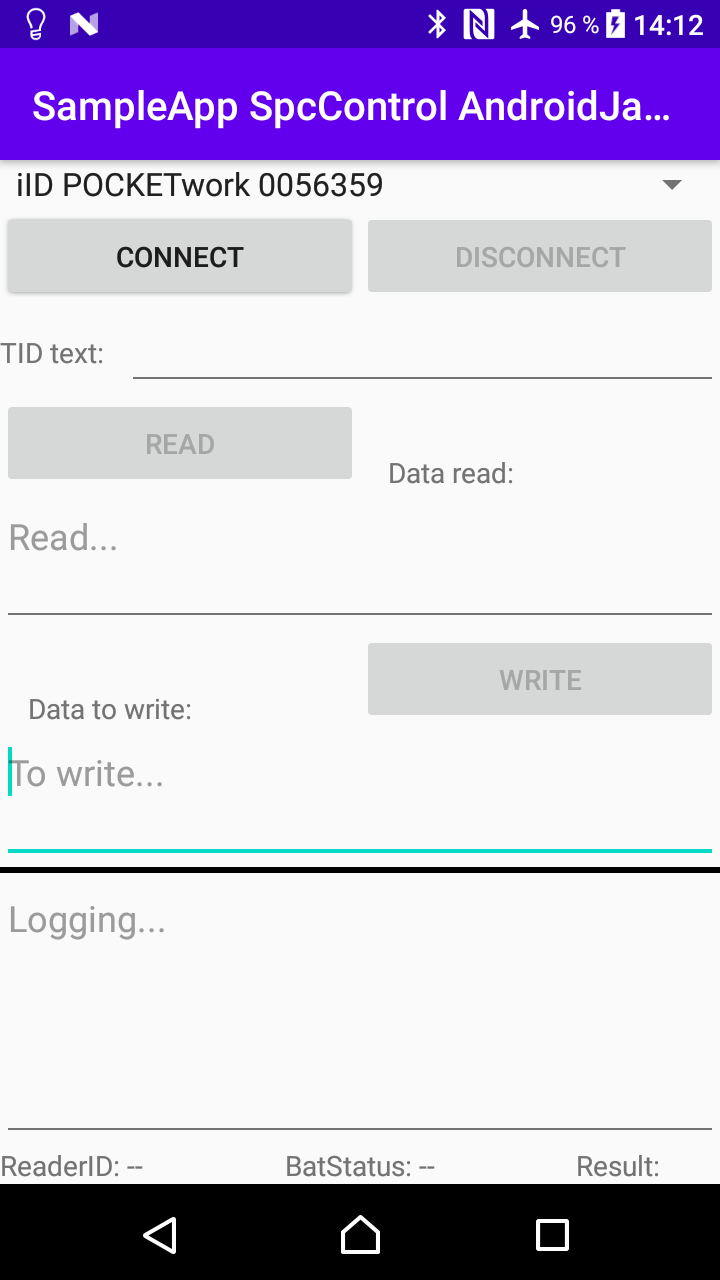 96 % 14:12
SampleApp SpcControl AndroidJa...
iID POCKETwork 0056359
CONNECT DISCONNECT
TID text:
READ
Data read:
Read...
WRITE
Data to write:
To write...
Logging...
ReaderID: -- BatStatus: -- Result: